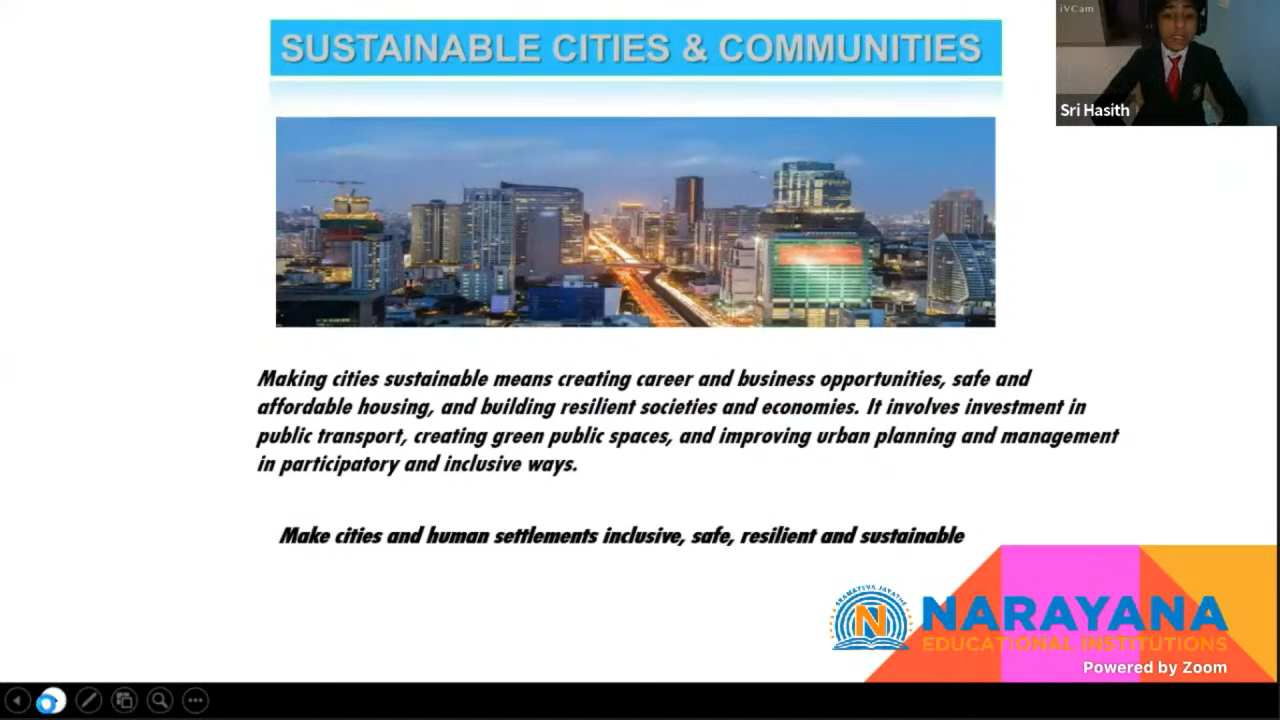 iVCam
SUSTAINABLE CITIES & COMMUNITIES
Sri Hasith
Making cities sustainable means creating career and business opportunities, safe and
affordable housing, and building resilient societies and economies. It involves investment in
public transport, creating green public spaces, and improving urban planning and management
in participatory and inclusive ways.
Make cities and human settlements inclusive, safe, resilient and sustainable
SRAMAYEVA JAYATHE
N
NARAYANA
EDUCATIONAL INSTITUTIONS
Powered by Zoom